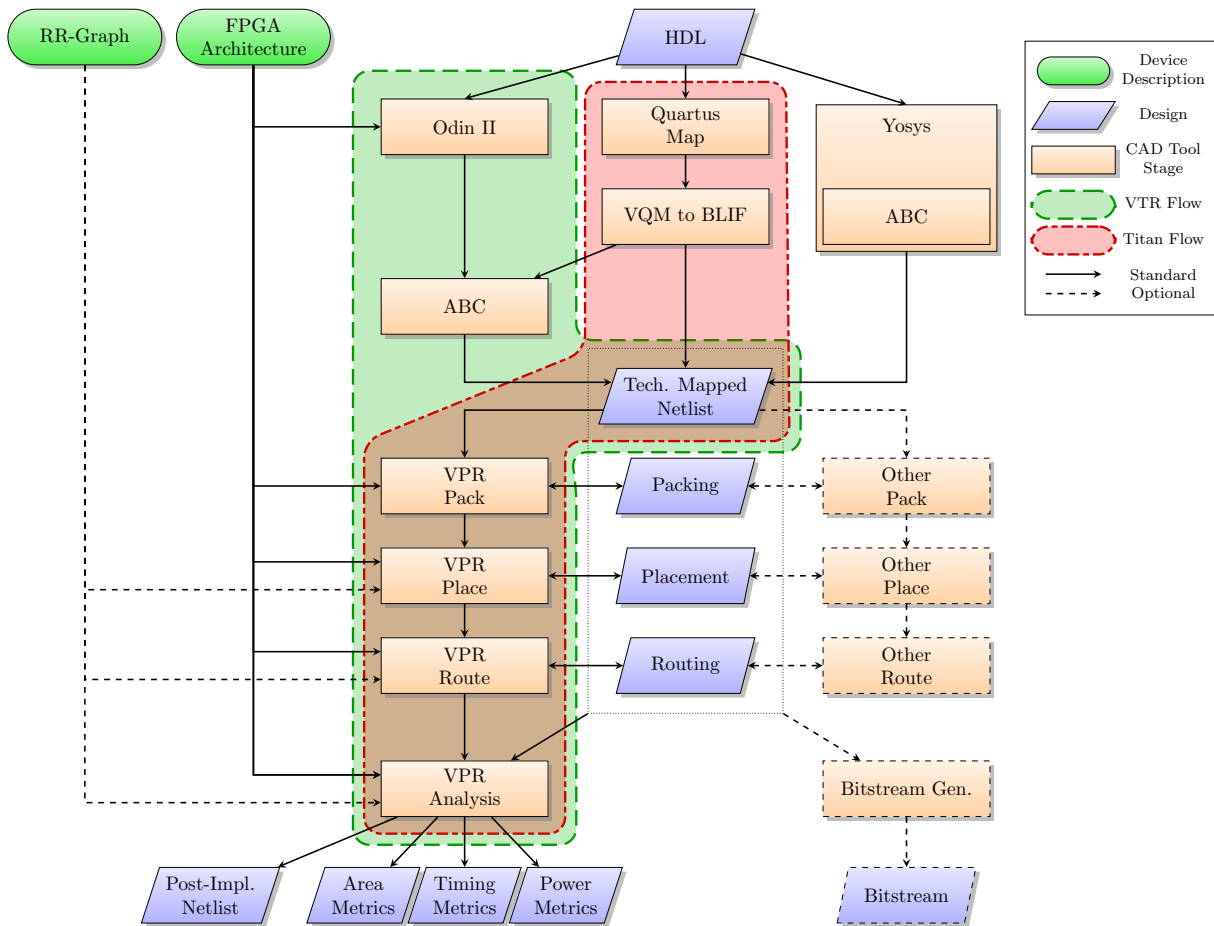 RR-Graph
FPGA
Architecture
HDL
Device
Description
Design
CAD Tool
Stage
VTR Flow
Titan Flow
Standard
Optional
Odin II
Quartus
Map
Yosys
VQM to BLIF
ABC
ABC
Tech. Mapped
Netlist
VPR
Pack
Packing
Other
Pack
VPR
Place
Placement
Other
Place
VPR
Route
Routing
Other
Route
VPR
Analysis
Bitstream Gen.
Post-Impl.
Netlist
Area
Metrics
Timing
Metrics
Power
Metrics
Bitstream